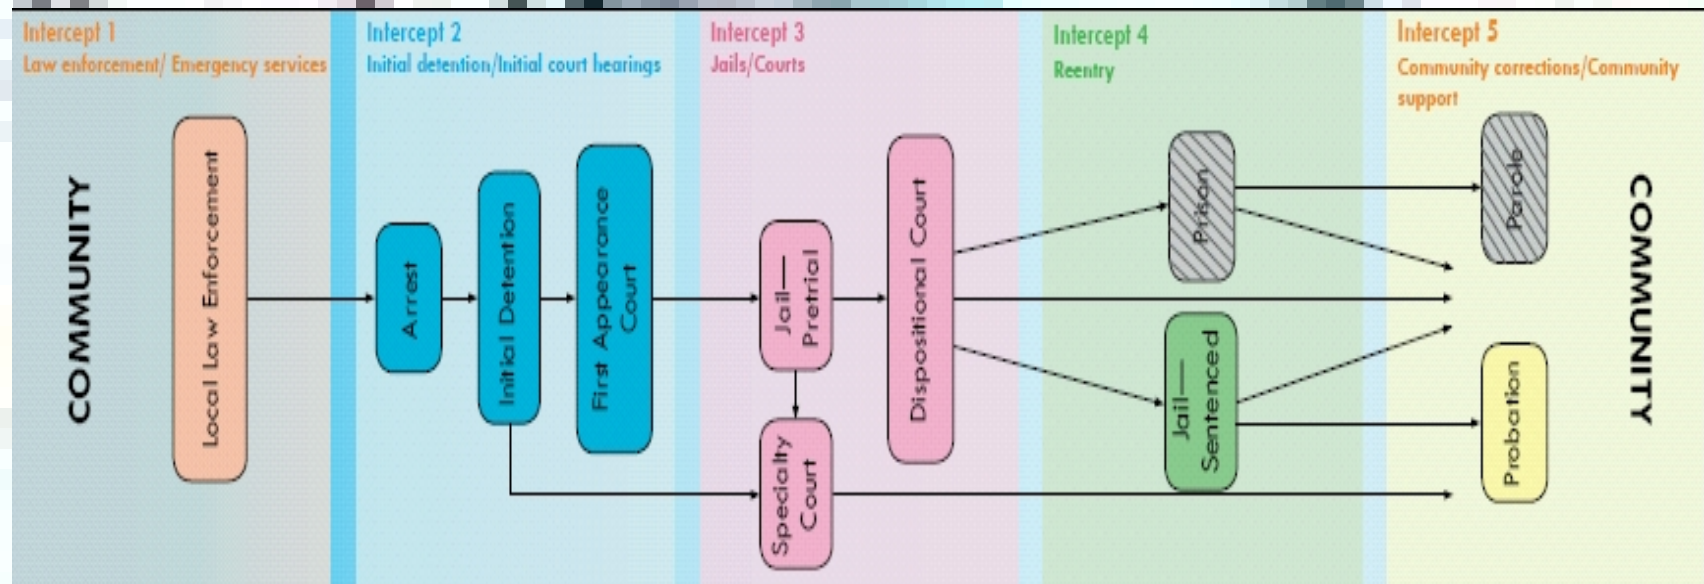 Intercept 1
Law enforcement/ Emergency services
Intercept 2
Initial detention/Initial court hearings
Intercept 3
Jails/Courts
Intercept 4
Reentry
Intercept 5
Community corrections/Community
support
COMMUNITY
Local Law Enforcement
Arrest
Initial Detention
First Appearance
Court
Jail—
Pretrial
Specialty
Court
Dispositional Court
Prison
Jail—
Sentenced
Parole
Probation
COMMUNITY